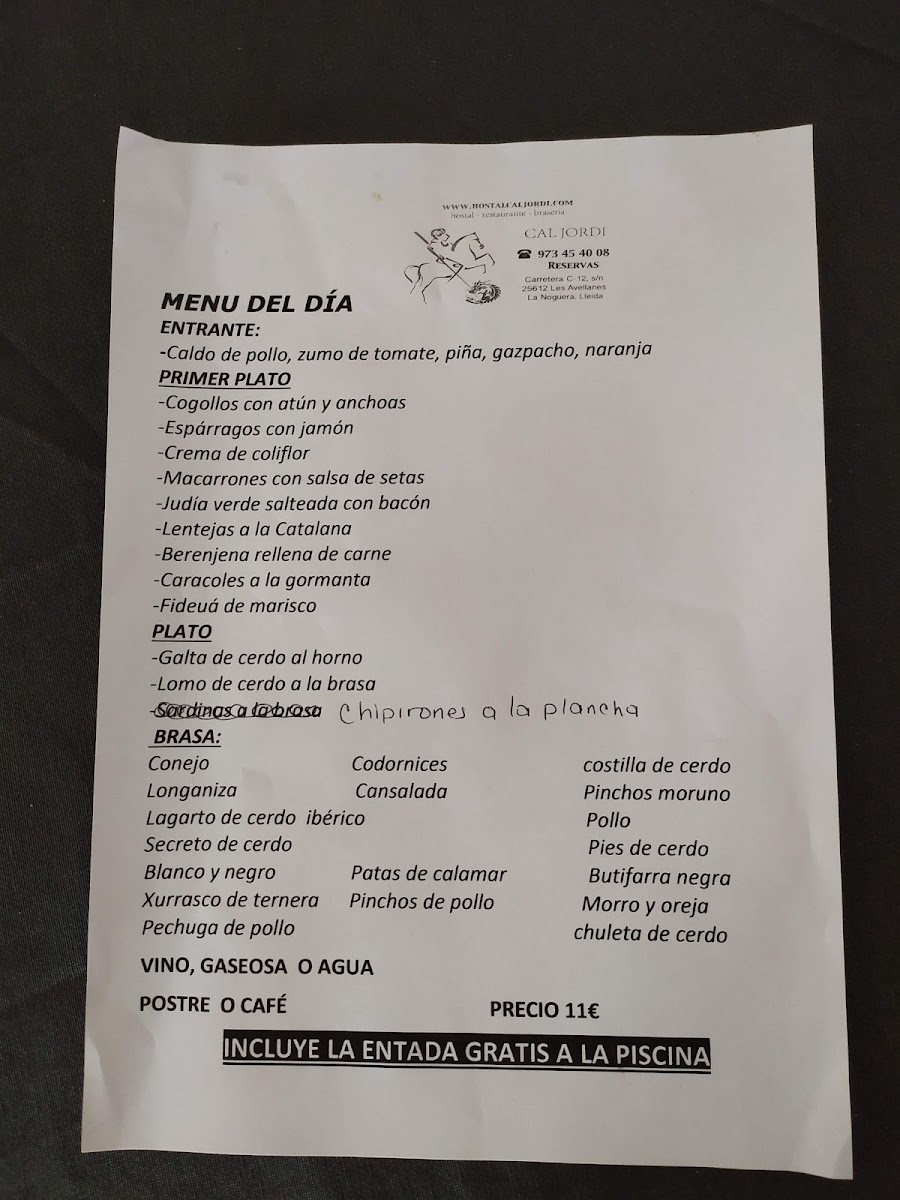 WWW.HOSTALCALJORDI.COM
hostal - restaurante - braseria
CAL JORDI
☎ 973 45 40 08
RESERVAS
Carretera C-12, s/n
25612 Les Avellanes
La Noguera, Lleida
MENU DEL DÍA
ENTRANTE:
-Caldo de pollo, zumo de tomate, piña, gazpacho, naranja
PRIMER PLATO
-Cogollos con atún y anchoas
-Espárragos con jamón
-Crema de coliflor
-Macarrones con salsa de setas
-Judía verde salteada con bacón
-Lentejas a la Catalana
-Berenjena rellena de carne
-Caracoles a la gormanta
-Fideuá de marisco
PLATO
-Galta de cerdo al horno
-Lomo de cerdo a la brasa
-Sardinas a la brasa Chipirones a la plancha
BRASA:
Conejo Codornices costilla de cerdo
Longaniza Cansalada Pinchos moruno
Lagarto de cerdo ibérico Pollo
Secreto de cerdo Pies de cerdo
Blanco y negro Patas de calamar Butifarra negra
Xurrasco de ternera Pinchos de pollo Morro y oreja
Pechuga de pollo chuleta de cerdo
VINO, GASEOSA O AGUA
POSTRE O CAFÉ PRECIO 11€
INCLUYE LA ENTADA GRATIS A LA PISCINA